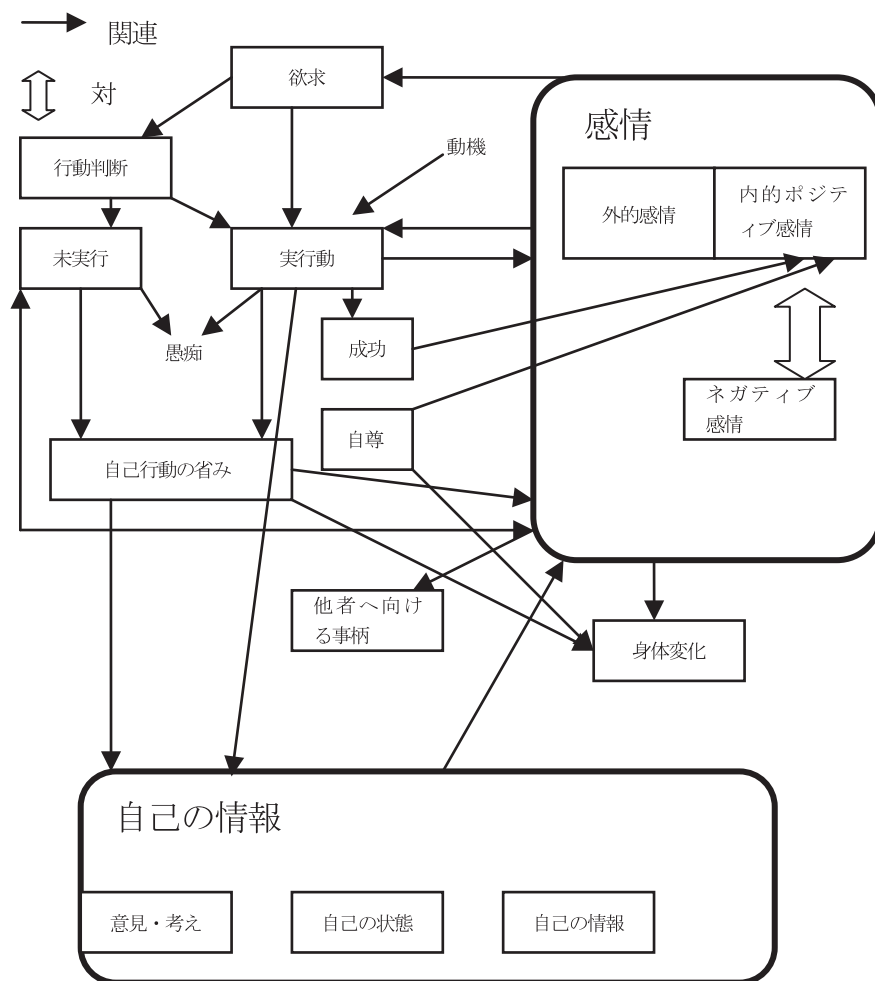 関連
対
欲求
感情
行動判断
動機
外的感情
内的ポジテ
ィブ感情
未実行
実行動
愚痴
成功
ネガティブ
感情
自尊
自己行動の省み
他者へ向け
る事柄
身体変化
自己の情報
意見・考え
自己の状態
自己の情報